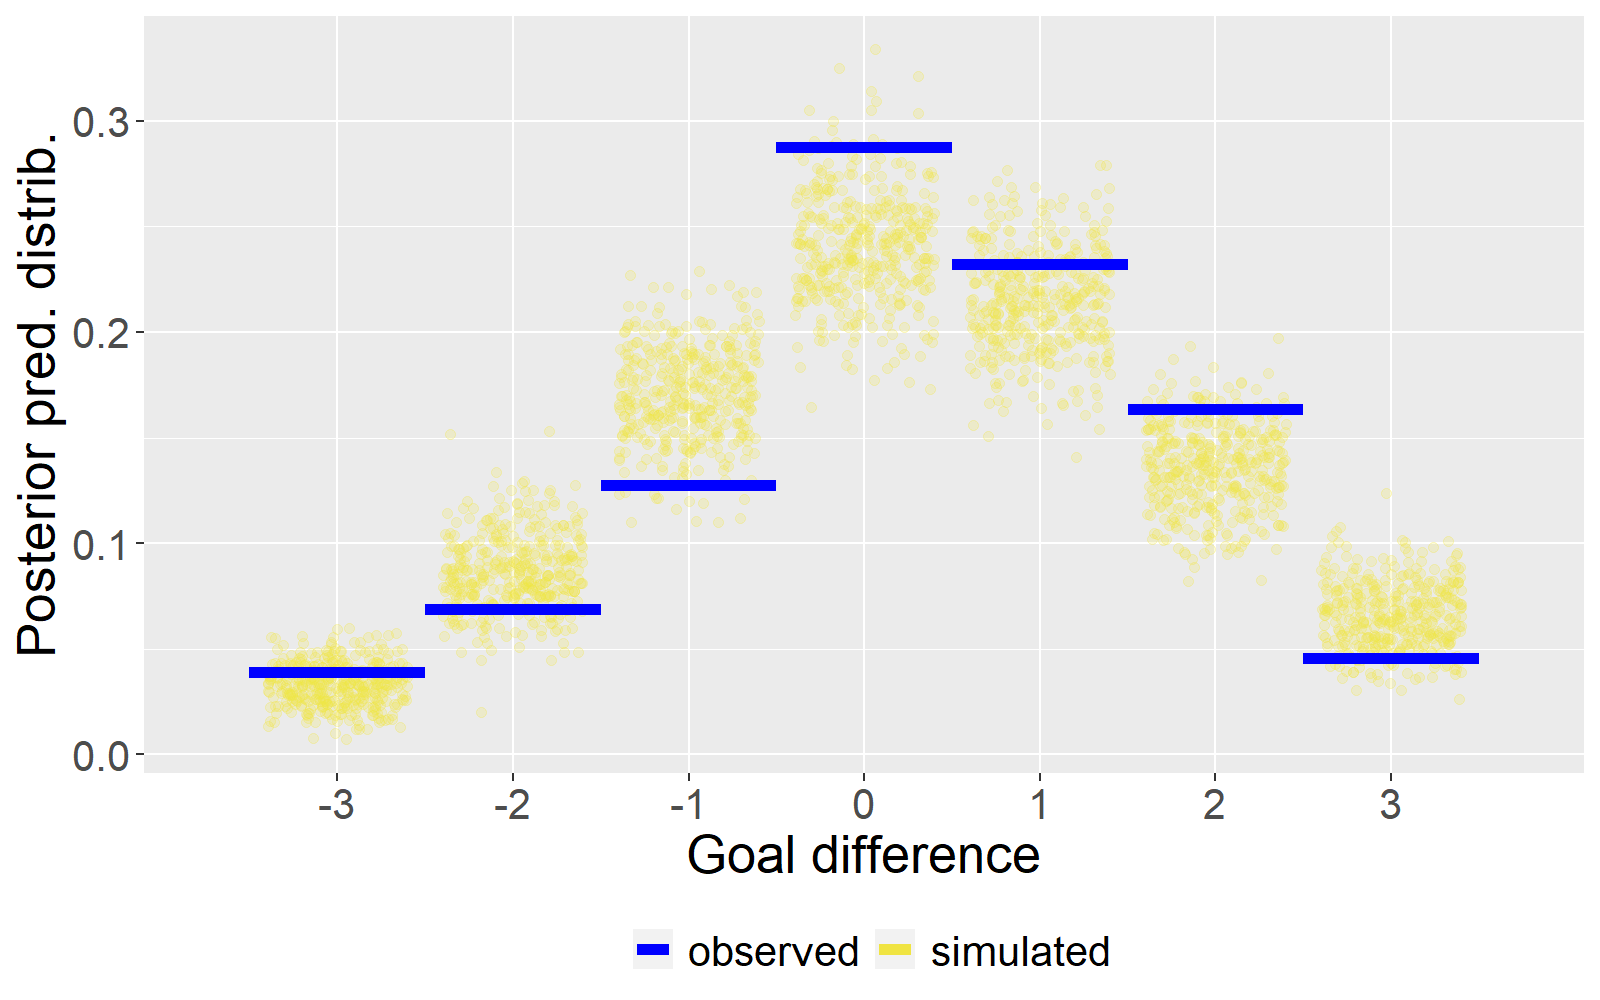 Posterior pred. distrib.
0.3
0.2
0.1
0.0
-3 -2 -1 0 1 2 3
Goal difference
observed simulated